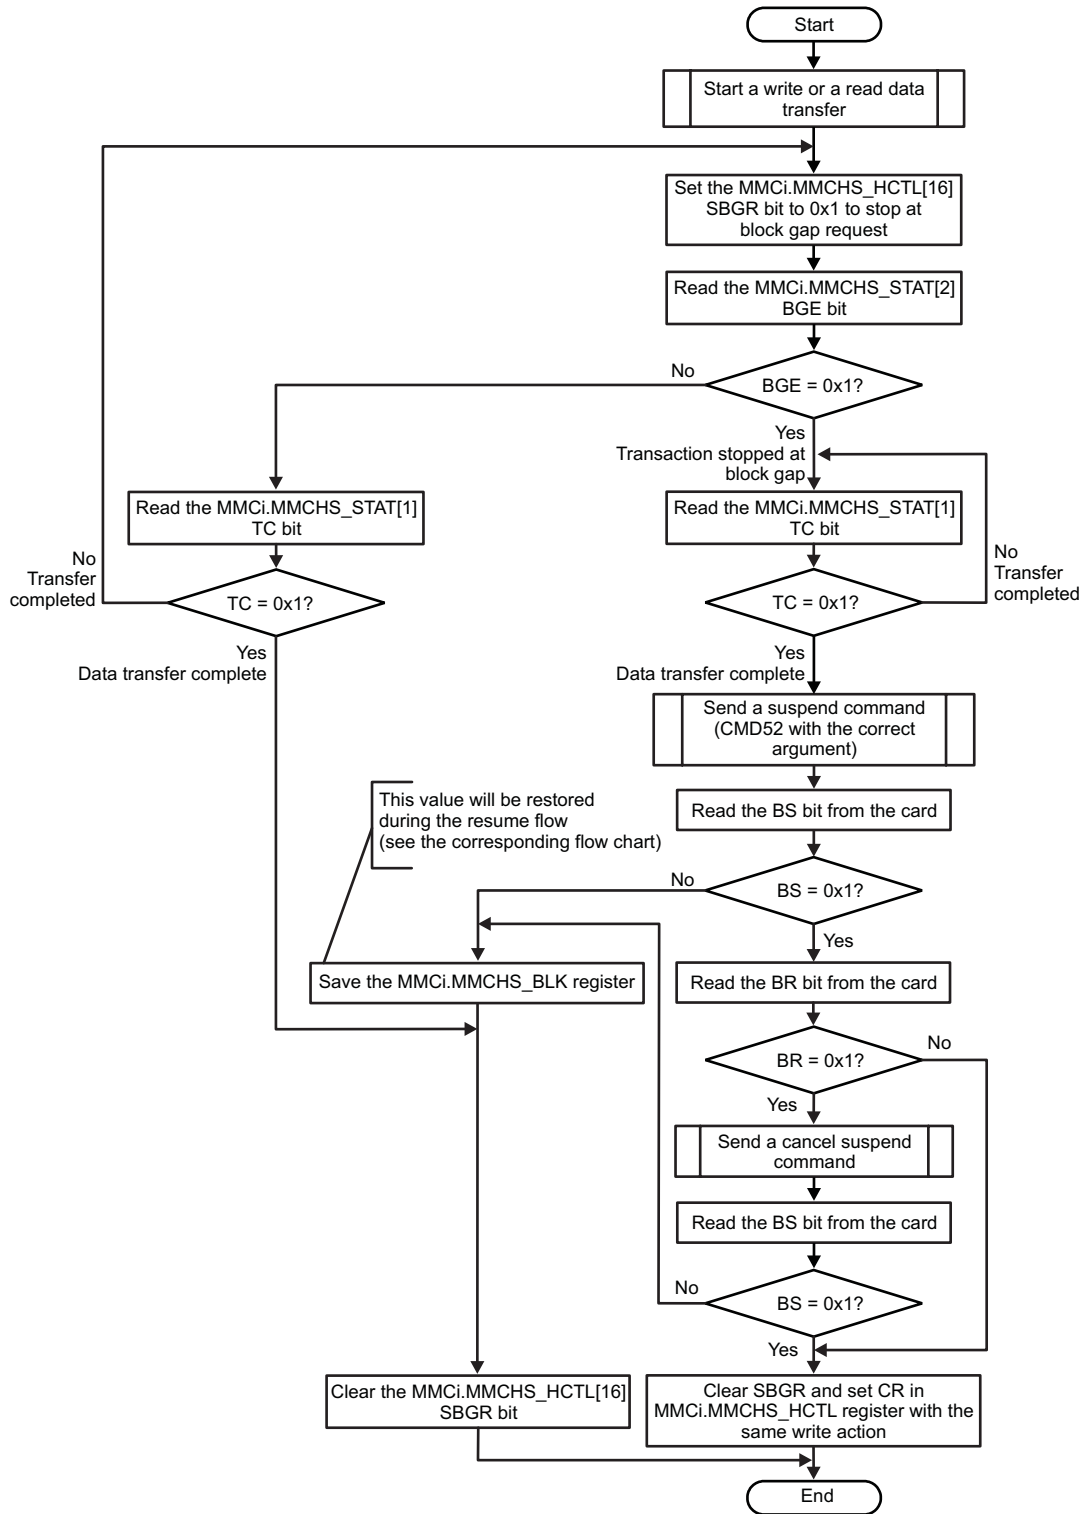 Start
Start a write or a read data
transfer
Set the MMCi.MMCHS_HCTL[16]
SBGR bit to 0x1 to stop at
block gap request
Read the MMCi.MMCHS_STAT[2]
BGE bit
No
BGE = 0x1?
Yes
Transaction stopped at
block gap
Read the MMCi.MMCHS_STAT[1]
TC bit
Read the MMCi.MMCHS_STAT[1]
TC bit
No
Transfer
completed
TC = 0x1?
TC = 0x1?
No
Transfer
completed
Yes
Data transfer complete
Yes
Data transfer complete
Send a suspend command
(CMD52 with the correct
argument)
This value will be restored
during the resume flow
(see the corresponding flow chart)
Read the BS bit from the card
No
BS = 0x1?
Yes
Save the MMCi.MMCHS_BLK register
Read the BR bit from the card
No
BR = 0x1?
Yes
Send a cancel suspend
command
Read the BS bit from the card
No
BS = 0x1?
Yes
Clear the MMCi.MMCHS_HCTL[16]
SBGR bit
Clear SBGR and set CR in
MMCi.MMCHS_HCTL register with the
same write action
End